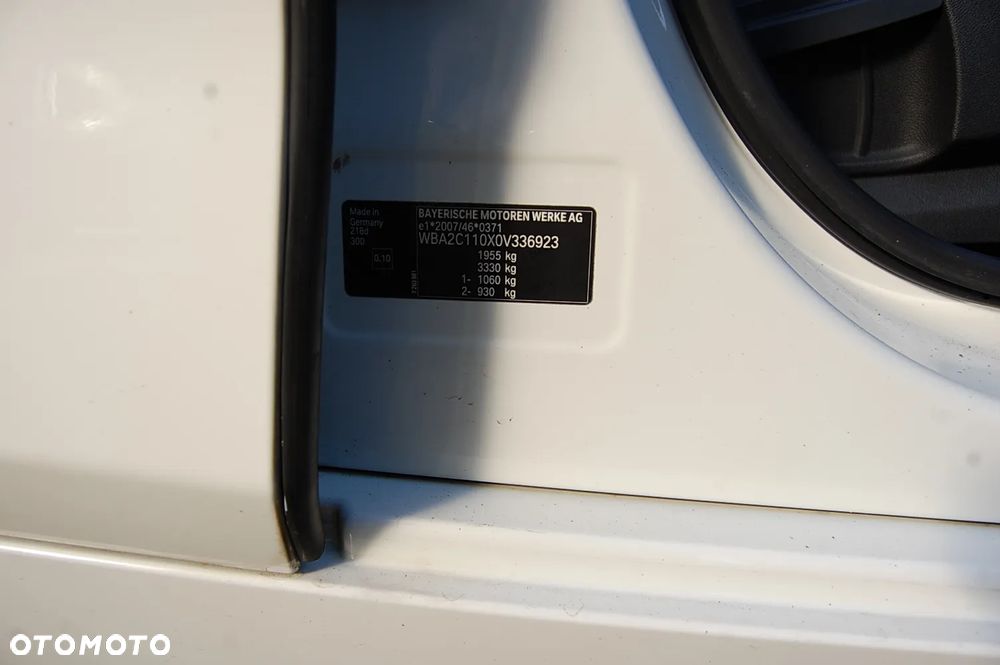 Made in
Germany
218d
300
0.10
BAYERISCHE MOTOREN WERKE AG
e1*2007/46*0371
WBA2C110X0V336923
1955 kg
3330 kg
1- 1060 kg
2- 930 kg
OTOMOTO